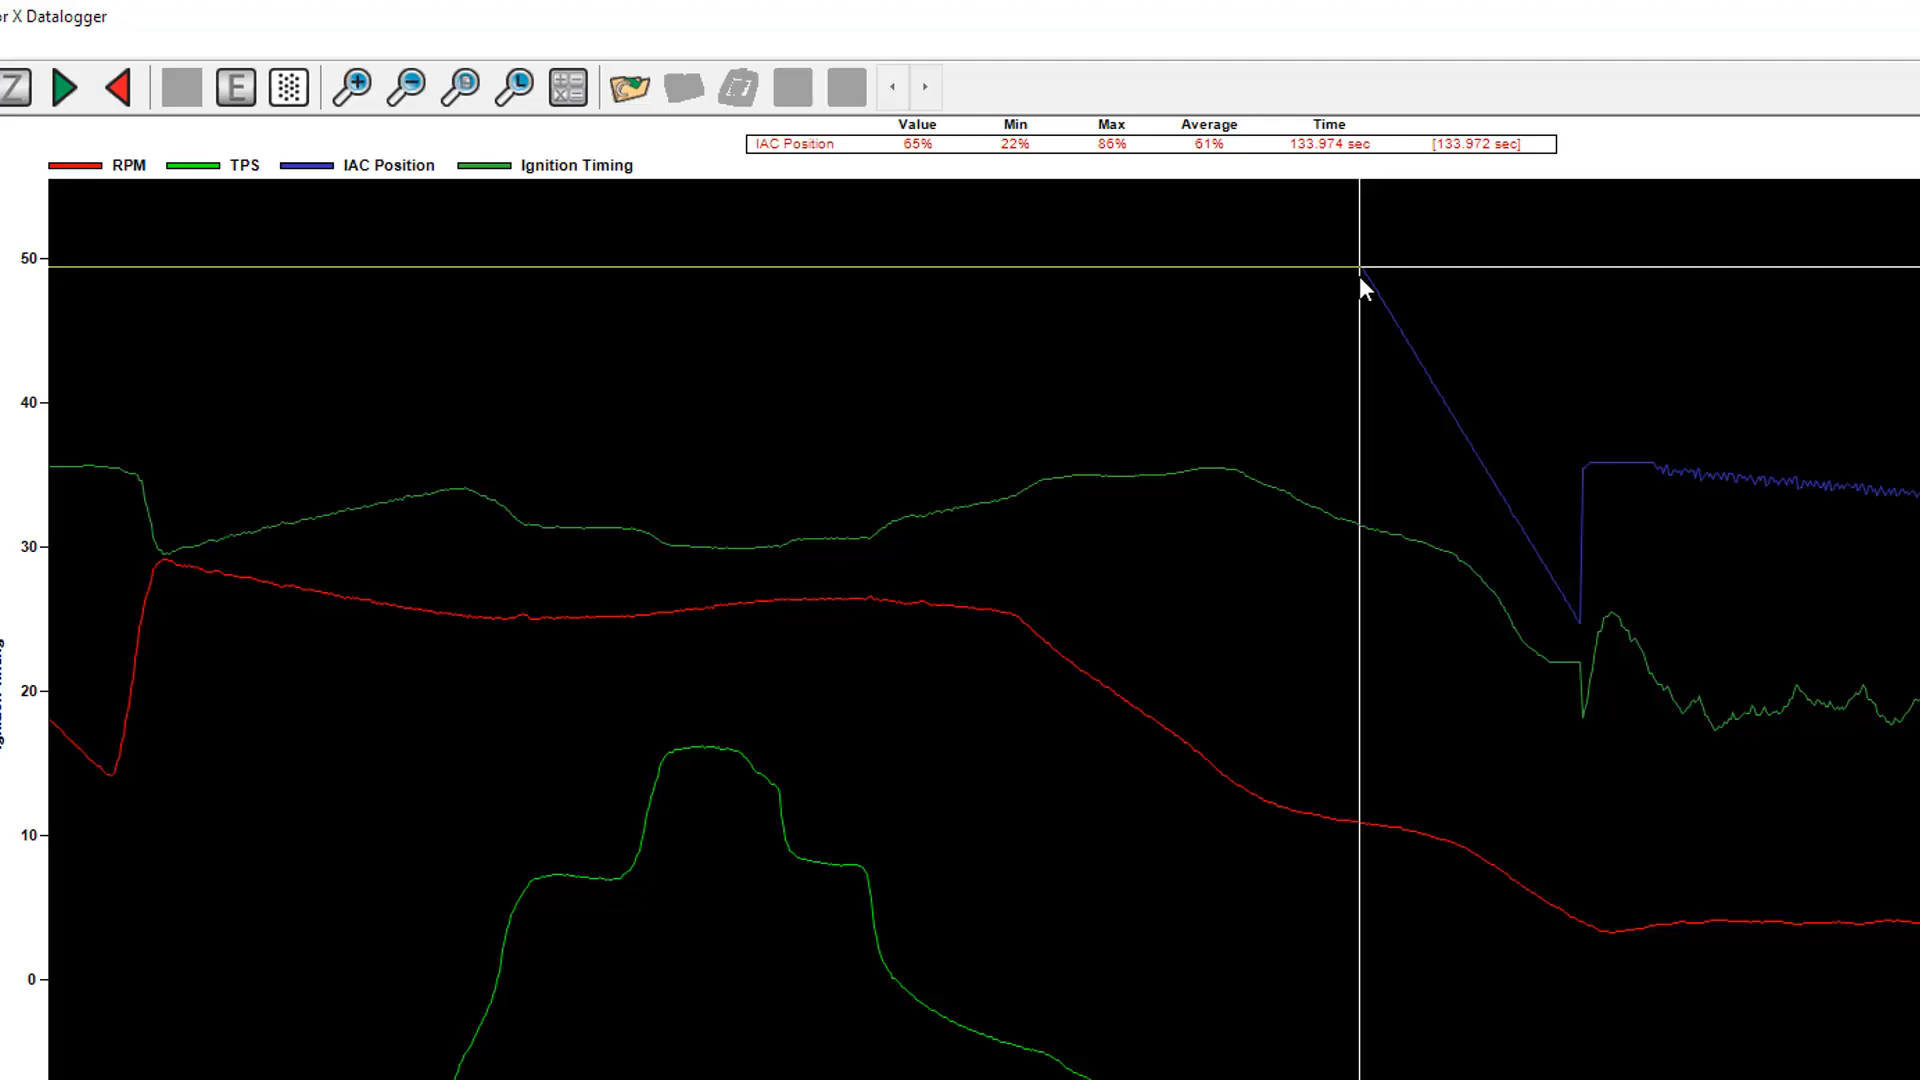 or X Datalogger
Z E L
Value Min Max Average Time
IAC Position 65% 22% 86% 61% 133.974 sec [133.972 sec]
RPM TPS IAC Position Ignition Timing
50
40
30
20
10
0